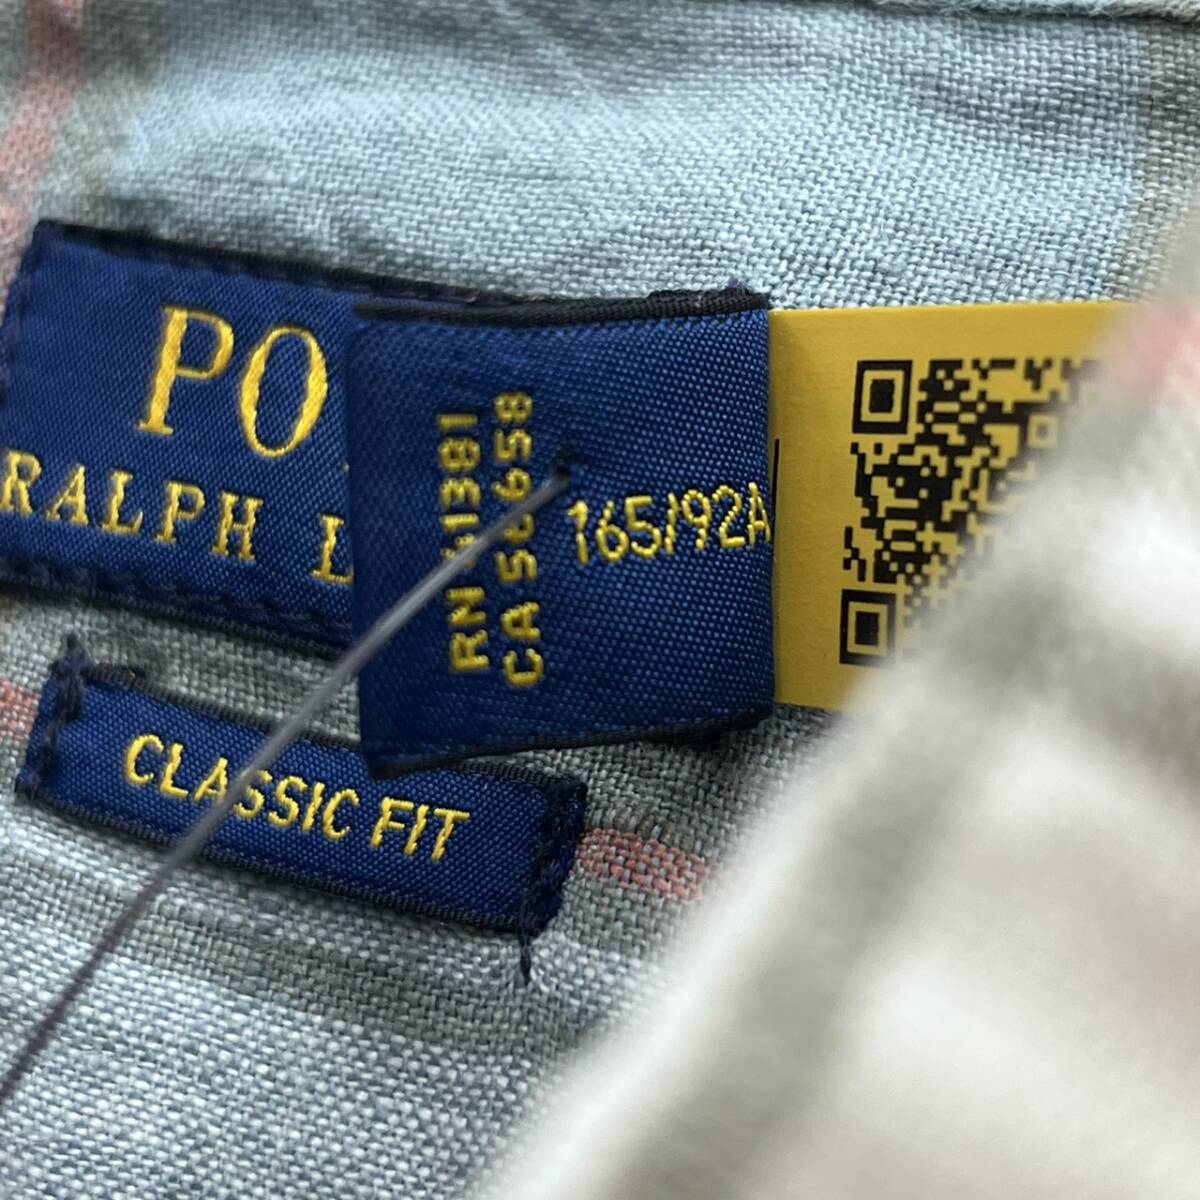 PO
RALPH L
RN 41381
CA 56658
165/92A
CLASSIC FIT